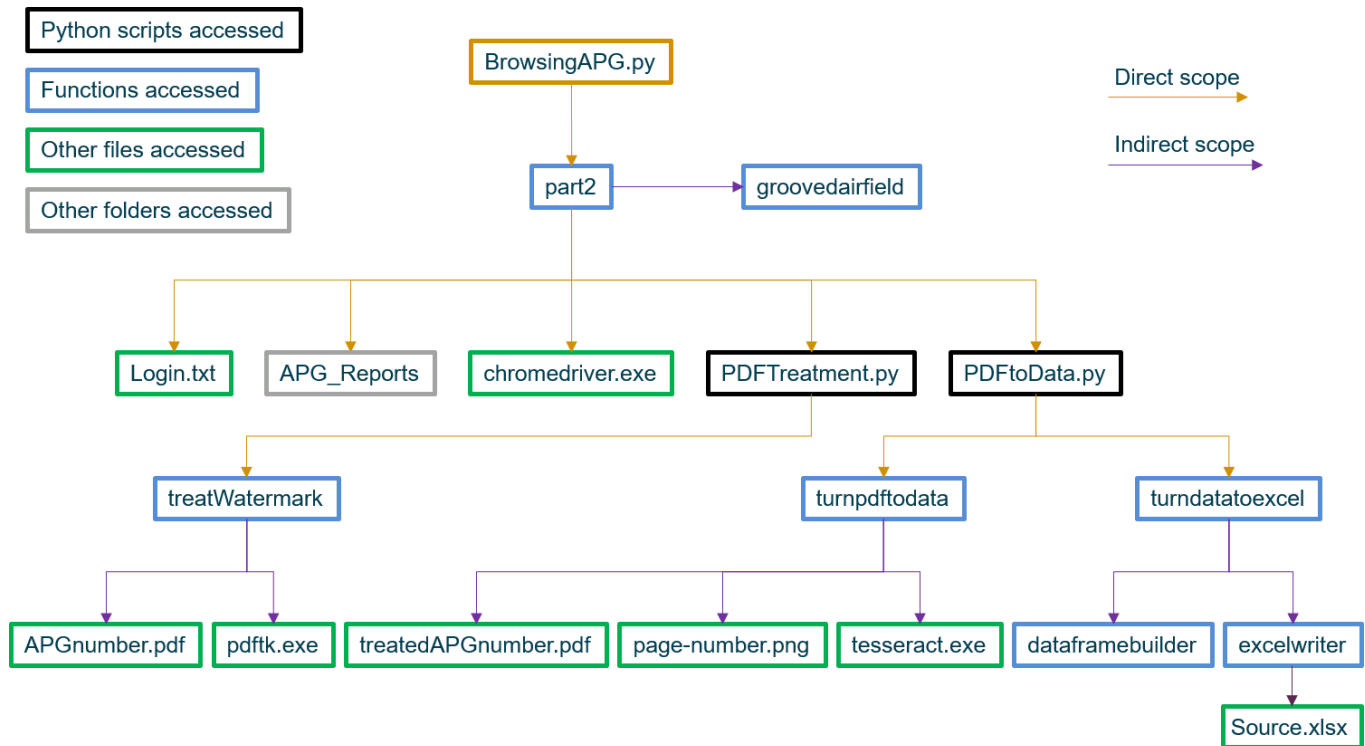 Python scripts accessed
BrowsingAPG.py
Direct scope
Functions accessed
Indirect scope
Other files accessed
part2
groovedairfield
Other folders accessed
Login.txt
APG_Reports
chromedriver.exe
PDFTreatment.py
PDFtoData.py
treatWatermark
turnpdftodata
turndatatoexcel
APGnumber.pdf
pdftk.exe
treatedAPGnumber.pdf
page-number.png
tesseract.exe
dataframebuilder
excelwriter
Source.xlsx